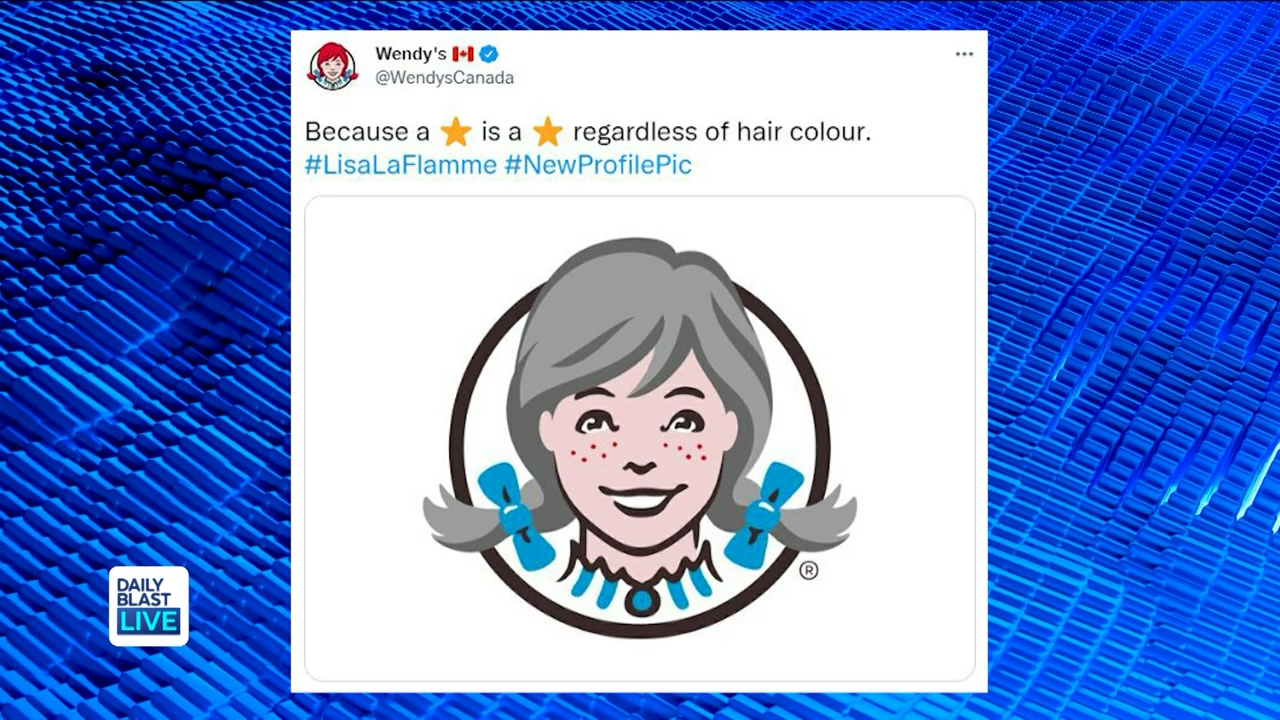 Wendy's 🇨🇦
@WendysCanada
Because a ⭐ is a ⭐ regardless of hair colour.
#LisaLaFlamme #NewProfilePic
®
DAILY
BLAST
LIVE